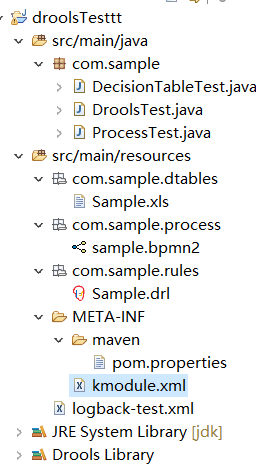 droolsTesttt
src/main/java
com.sample
DecisionTableTest.java
DroolsTest.java
ProcessTest.java
src/main/resources
com.sample.dtables
Sample.xls
com.sample.process
sample.bpmn2
com.sample.rules
Sample.drl
META-INF
maven
pom.properties
kmodule.xml
logback-test.xml
JRE System Library [jdk]
Drools Library